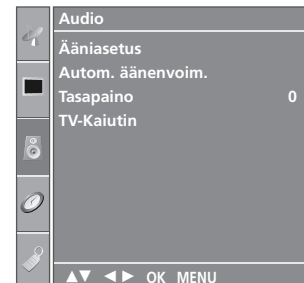 Audio
Ääniasetus
Autom. äänenvoim.
Tasapaino 0
TV-Kaiutin
▲▼ ◄► OK MENU